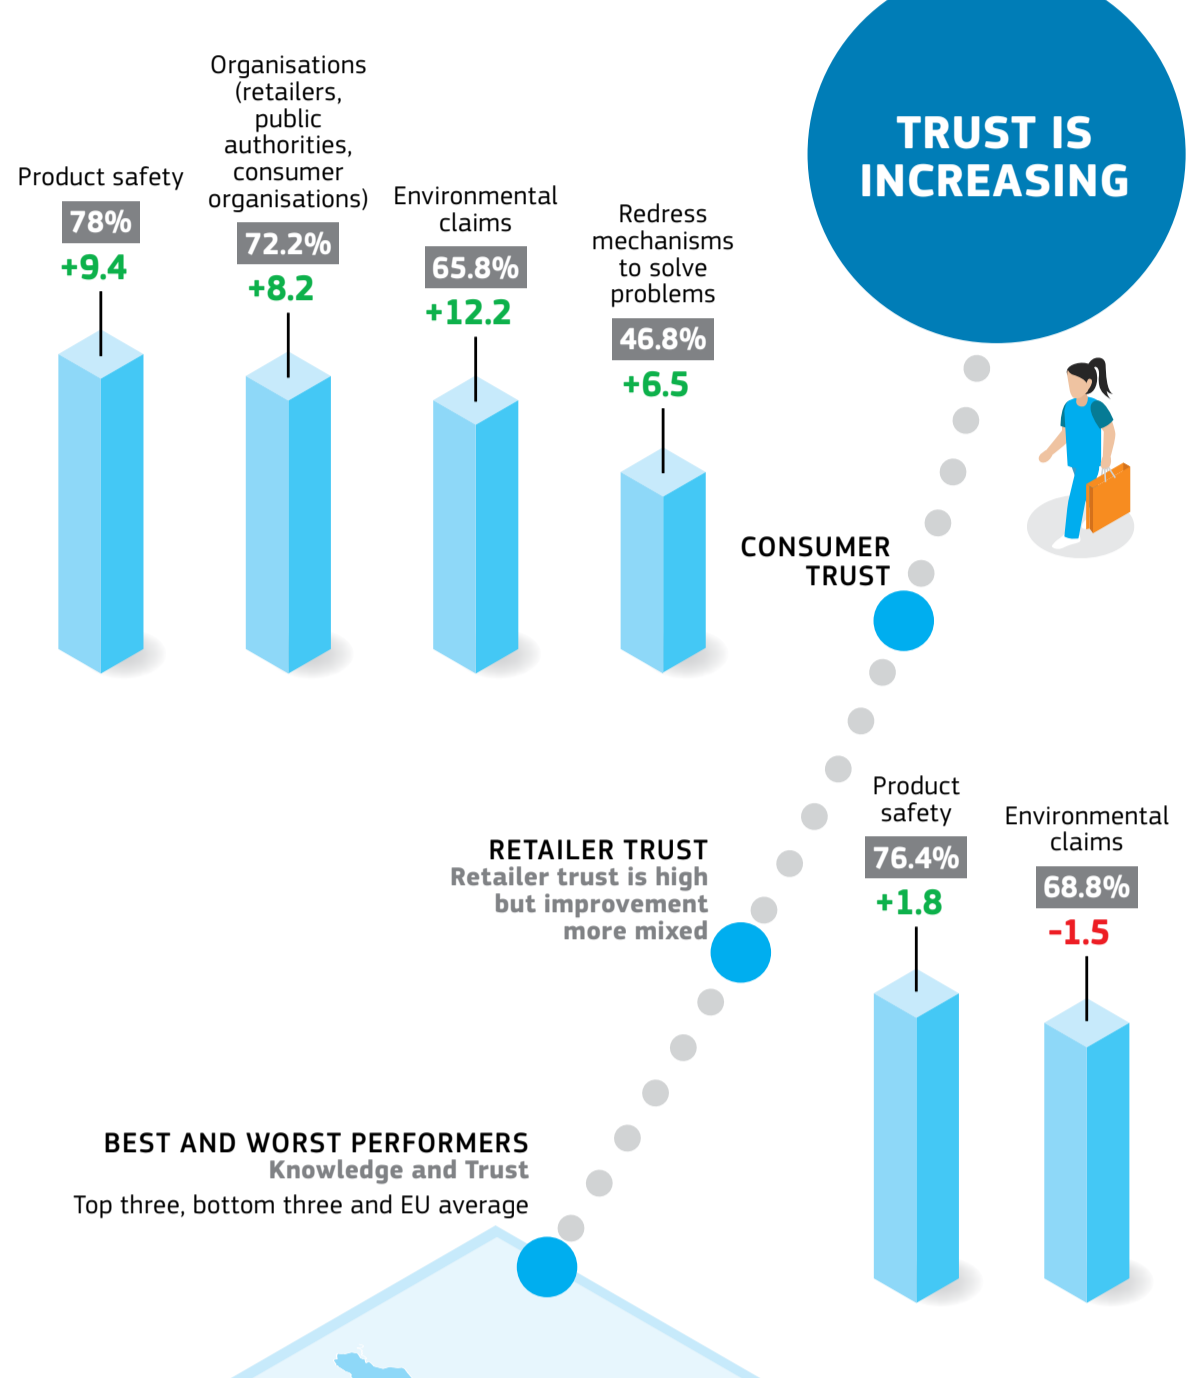 TRUST IS
INCREASING
Product safety
78%
+9.4
Organisations
(retailers,
public
authorities,
consumer
organisations)
72.2%
+8.2
Environmental
claims
65.8%
+12.2
Redress
mechanisms
to solve
problems
46.8%
+6.5
CONSUMER
TRUST
RETAILER TRUST
Retailer trust is high
but improvement
more mixed
Product
safety
76.4%
+1.8
Environmental
claims
68.8%
-1.5
BEST AND WORST PERFORMERS
Knowledge and Trust
Top three, bottom three and EU average